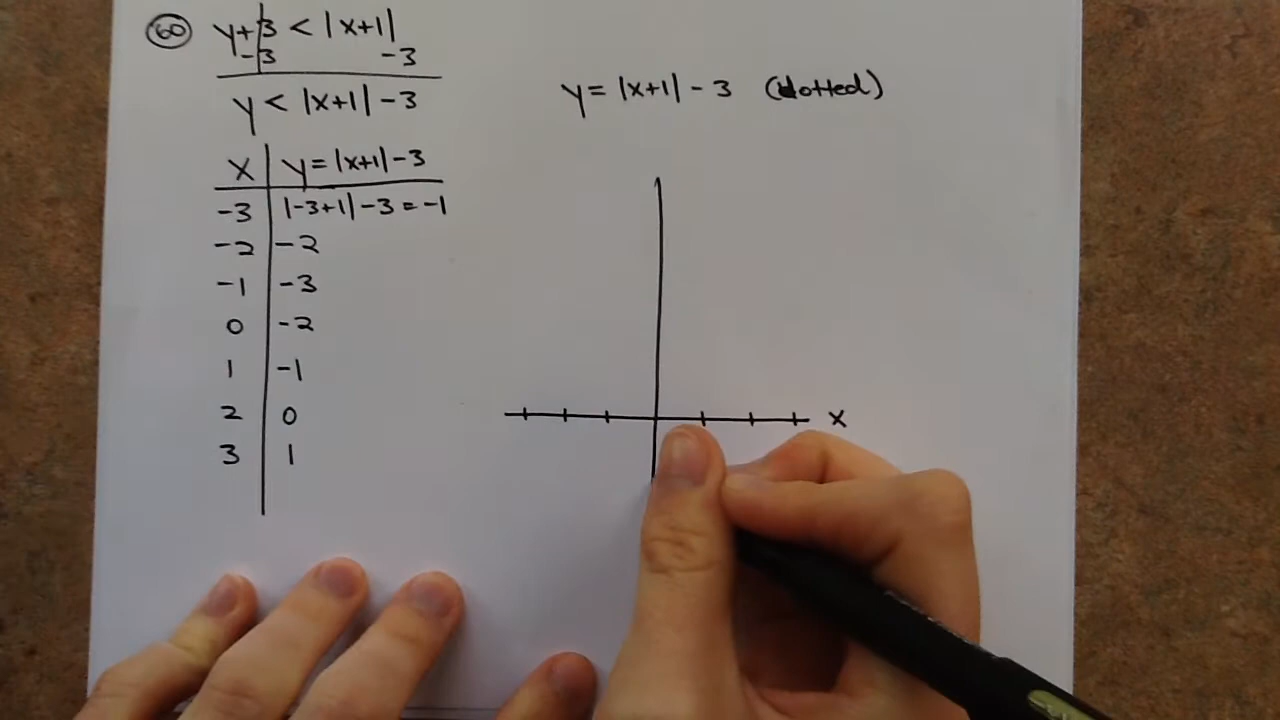 60 y+3 < |x+1|
-3 -3
y < |x+1| -3
x y=|x+1|-3
-3 |-3+1|-3=-1
-2 -2
-1 -3
0 -2
1 -1
2 0
3 1
y= |x+1| - 3 (dotted)
x